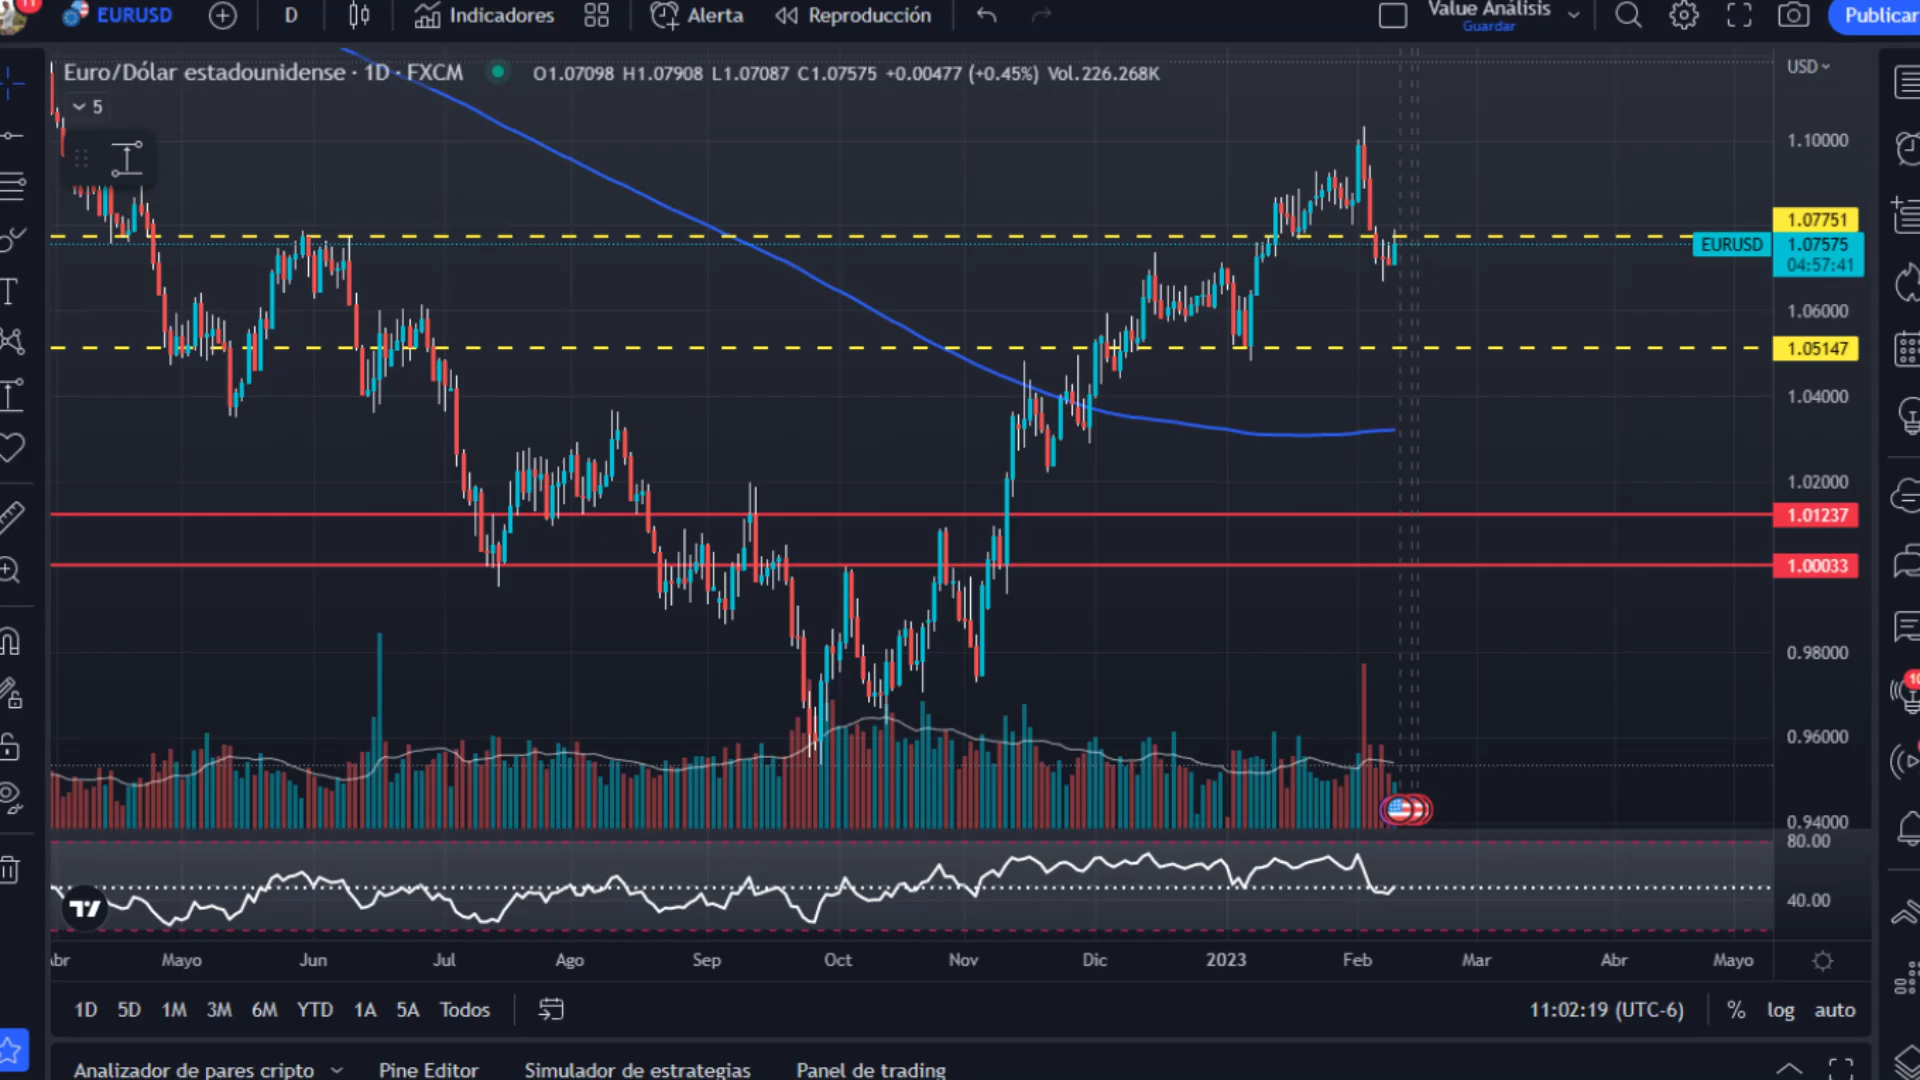 11
EURUSD
D
Indicadores
Alerta
Reproducción
Value Análisis
Guardar
Publicar
Euro/Dólar estadounidense · 1D · FXCM
O1.07098 H1.07908 L1.07087 C1.07575 +0.00477 (+0.45%) Vol.226.268K
USD
5
1.10000
1.07751
EURUSD
1.07575
04:57:41
1.06000
1.05147
1.04000
1.02000
1.01237
1.00033
0.98000
10
0.96000
0.94000
80.00
40.00
Abr
Mayo
Jun
Jul
Ago
Sep
Oct
Nov
Dic
2023
Feb
Mar
Abr
Mayo
1D 5D 1M 3M 6M YTD 1A 5A Todos
11:02:19 (UTC-6)
% log auto
Analizador de pares cripto
Pine Editor
Simulador de estrategias
Panel de trading